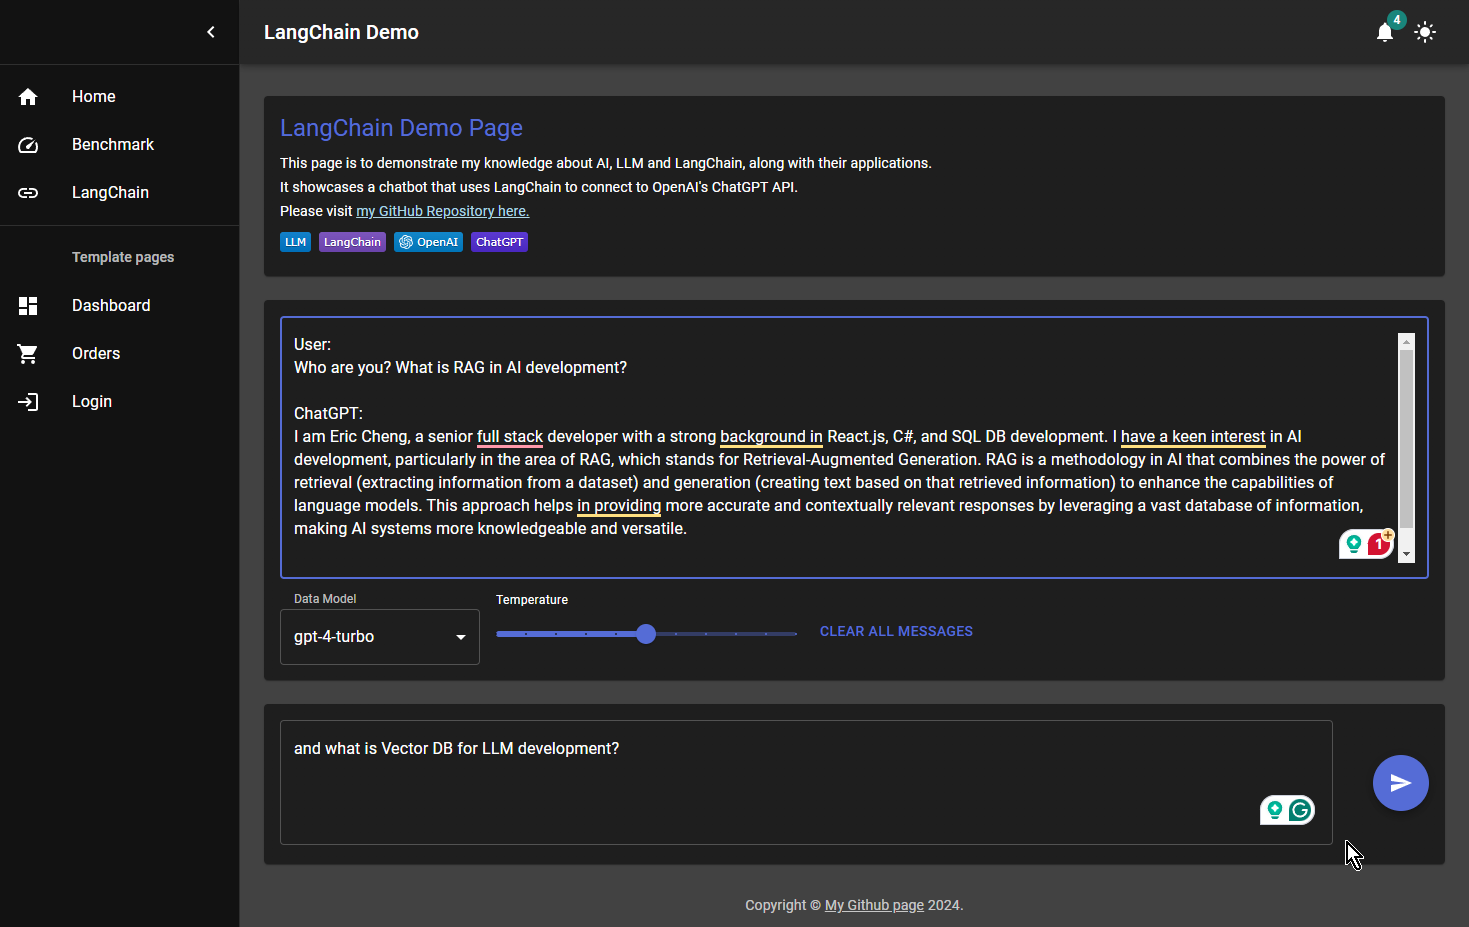 LangChain Demo
4
Home
Benchmark
LangChain
Template pages
Dashboard
Orders
Login
LangChain Demo Page
This page is to demonstrate my knowledge about AI, LLM and LangChain, along with their applications.
It showcases a chatbot that uses LangChain to connect to OpenAI's ChatGPT API.
Please visit my GitHub Repository here.
LLM LangChain OpenAI ChatGPT
User:
Who are you? What is RAG in AI development?
ChatGPT:
I am Eric Cheng, a senior full stack developer with a strong background in React.js, C#, and SQL DB development. I have a keen interest in AI
development, particularly in the area of RAG, which stands for Retrieval-Augmented Generation. RAG is a methodology in AI that combines the power of
retrieval (extracting information from a dataset) and generation (creating text based on that retrieved information) to enhance the capabilities of
language models. This approach helps in providing more accurate and contextually relevant responses by leveraging a vast database of information,
making AI systems more knowledgeable and versatile.
1
Data Model
gpt-4-turbo
Temperature
CLEAR ALL MESSAGES
and what is Vector DB for LLM development?
Copyright © My Github page 2024.